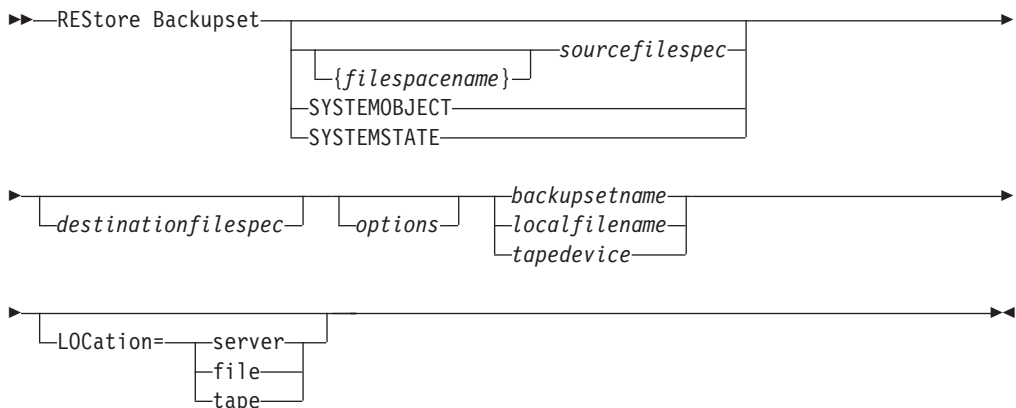 REStore Backupset
sourcefilespec
{filespacename}
SYSTEMOBJECT
SYSTEMSTATE
backupsetname
destinationfilespec options localfilename
tapedevice
LOCation= server
file
tape